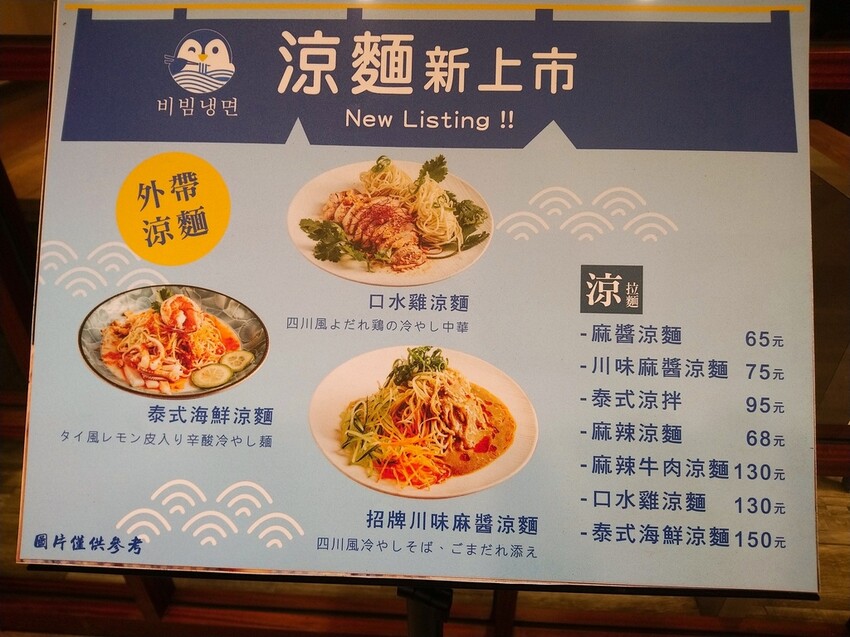 비빔냉면
涼麵新上市
New Listing !!
外帶
涼麵
口水雞涼麵
四川風よだれ鶏の冷やし中華
泰式海鮮涼麵
タイ風レモン皮入り辛酸冷やし麺
招牌川味麻醬涼麵
四川風冷やしそば、ごまだれ添え
圖片僅供參考
涼拉麵
-麻醬涼麵 65元
-川味麻醬涼麵 75元
-泰式涼拌 95元
-麻辣涼麵 68元
-麻辣牛肉涼麵 130元
-口水雞涼麵 130元
-泰式海鮮涼麵 150元